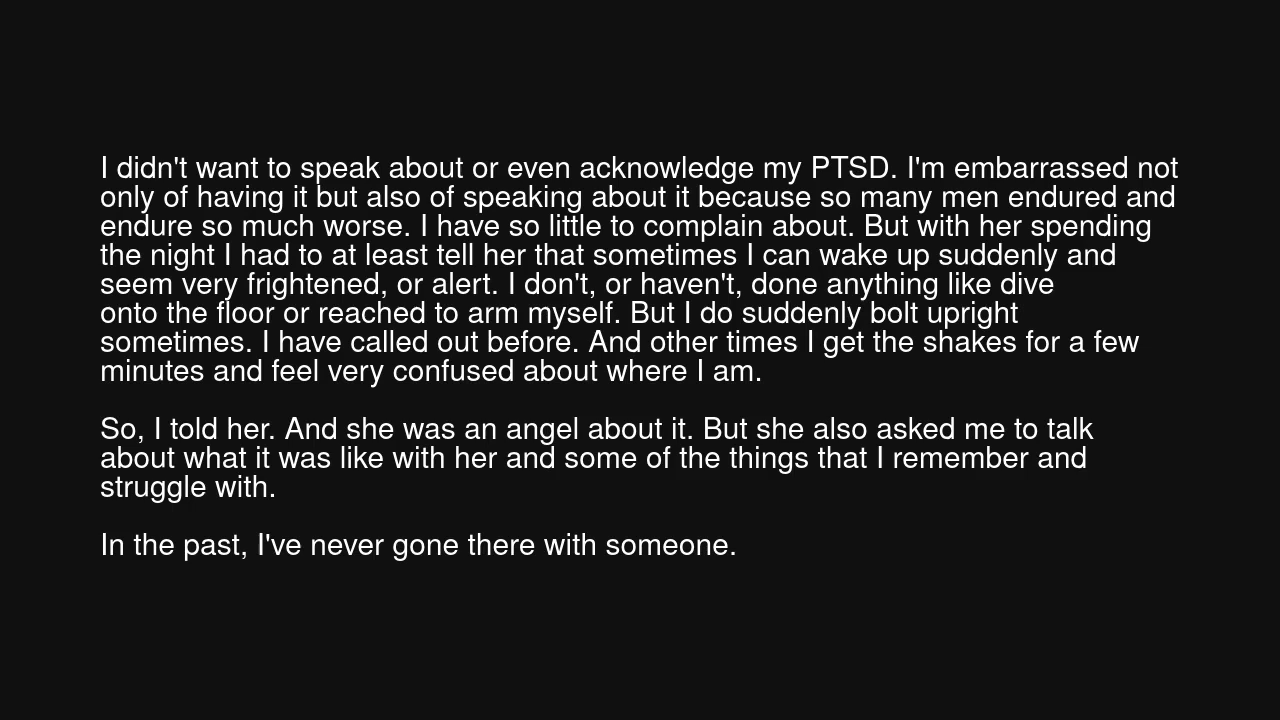 I didn't want to speak about or even acknowledge my PTSD. I'm embarrassed not
only of having it but also of speaking about it because so many men endured and
endure so much worse. I have so little to complain about. But with her spending
the night I had to at least tell her that sometimes I can wake up suddenly and
seem very frightened, or alert. I don't, or haven't, done anything like dive
onto the floor or reached to arm myself. But I do suddenly bolt upright
sometimes. I have called out before. And other times I get the shakes for a few
minutes and feel very confused about where I am.
So, I told her. And she was an angel about it. But she also asked me to talk
about what it was like with her and some of the things that I remember and
struggle with.
In the past, I've never gone there with someone.